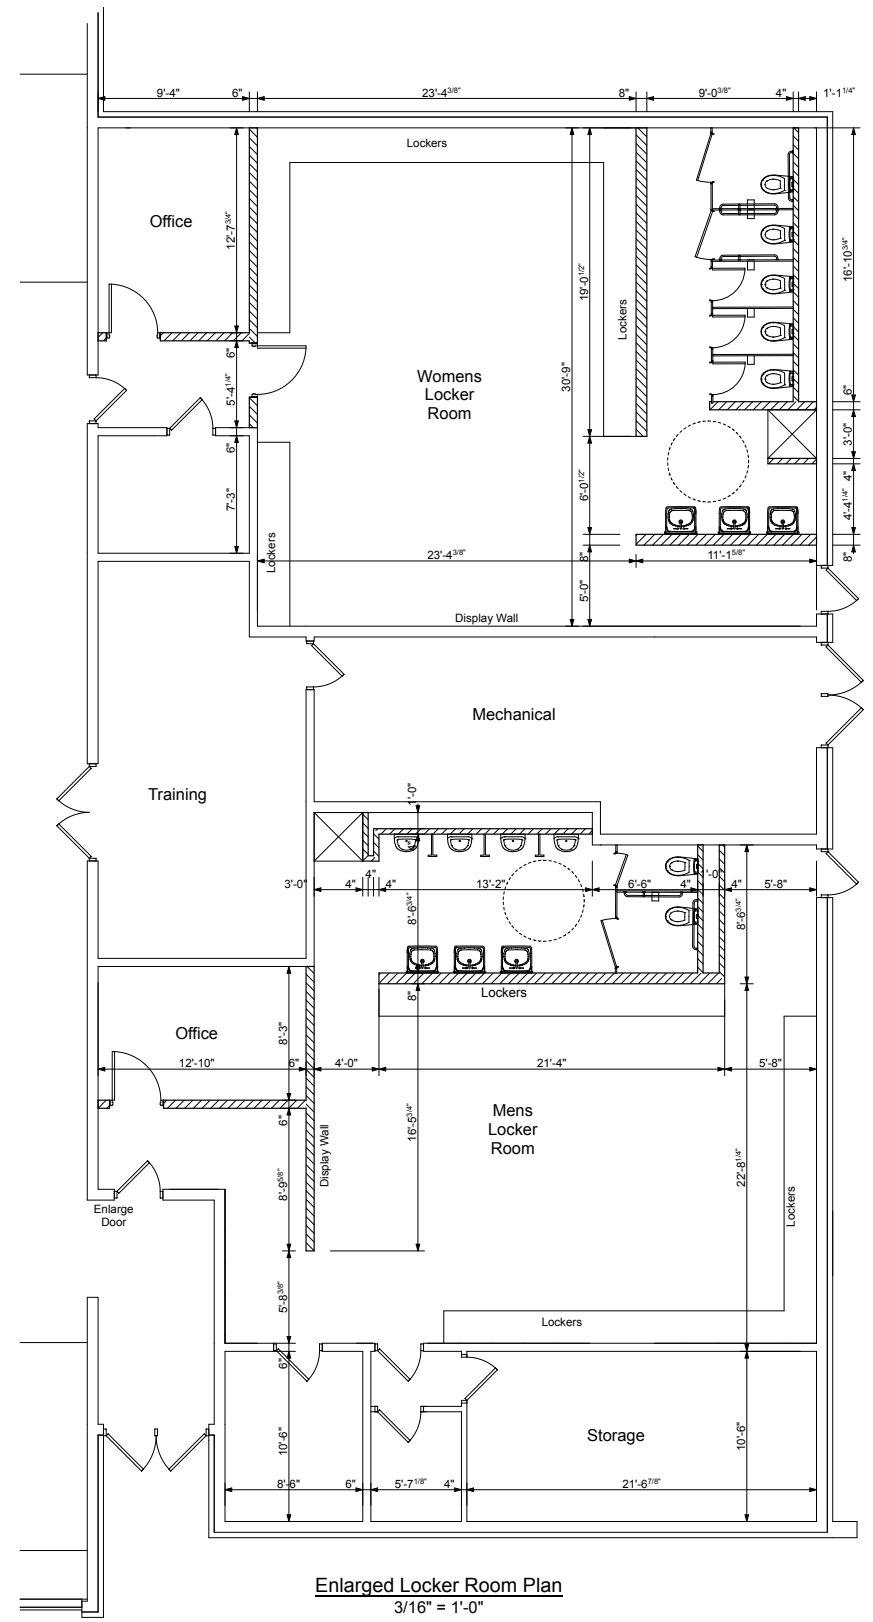 9'-4" 6" 23'-4 3/8" 8" 9'-0 3/8" 4" 1'-1 1/4"
Lockers
Office
12'-7 3/4"
19'-0 1/2"
Lockers
30'-9"
16'-10 3/4"
Womens
Locker
Room
6"
5'-4 1/4"
6"
7'-3"
6"
3'-0"
4"
4'-4 1/4"
8"
6'-0 1/2"
Lockers
23'-4 3/8" 8" 11'-1 5/8"
5'-0"
Display Wall
Mechanical
Training
1'-0"
3'-0" 4" 4" 4" 13'-2" 6'-6" 4" 1'-0" 4" 5'-8"
8'-6 3/4"
8'-6 3/4"
8"
Lockers
Office
8'-3"
12'-10" 6" 4'-0" 21'-4" 5'-8"
Mens
Locker
Room
6"
16'-5 3/4"
Display Wall
8'-9 5/8"
22'-8 1/4"
Lockers
Enlarge
Door
5'-8 3/8"
Lockers
6"
Storage
10'-6"
10'-6"
8'-6" 6" 5'-7 1/8" 4" 21'-6 7/8"
Enlarged Locker Room Plan
3/16" = 1'-0"